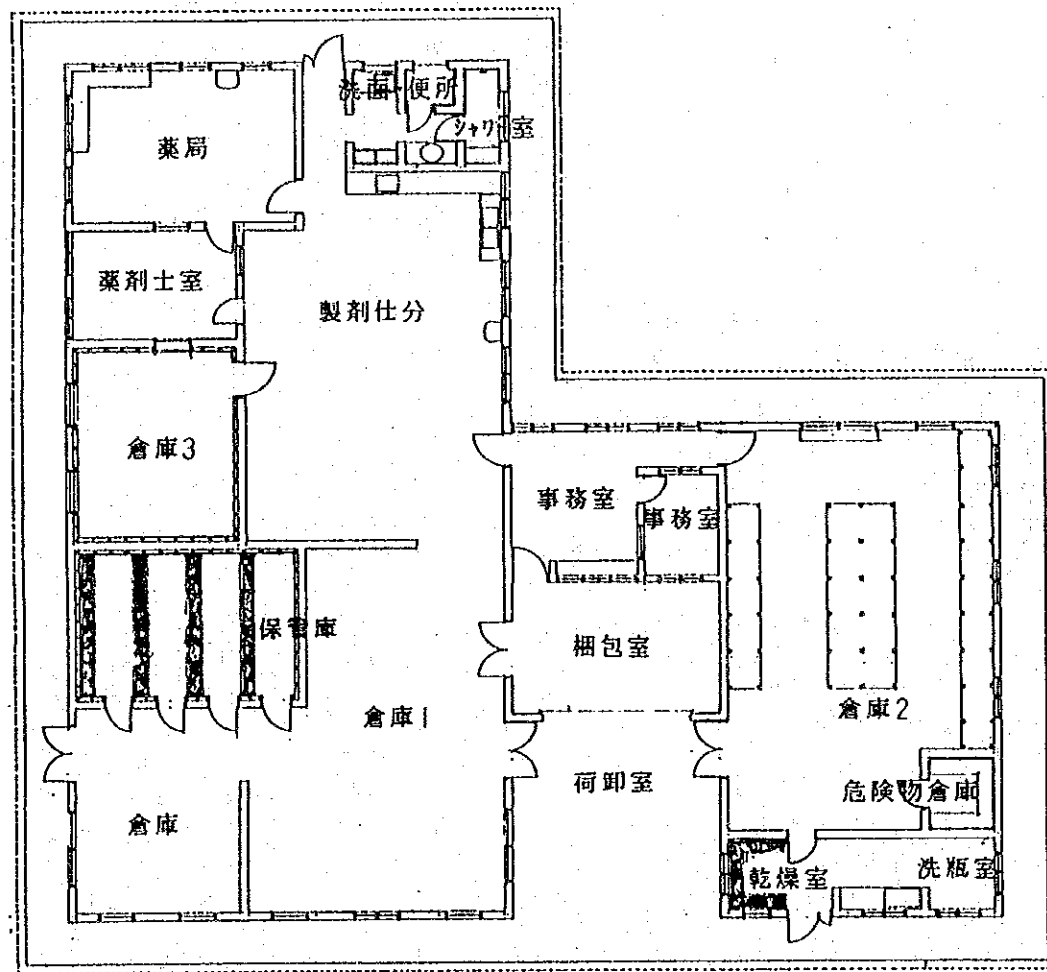 洗面
便所
シャワ室
薬局
薬剤士室
製剤仕分
倉庫3
事務室
事務室
保管庫
梱包室
倉庫1
倉庫2
荷卸室
危険物倉庫
倉庫
乾燥室
洗瓶室